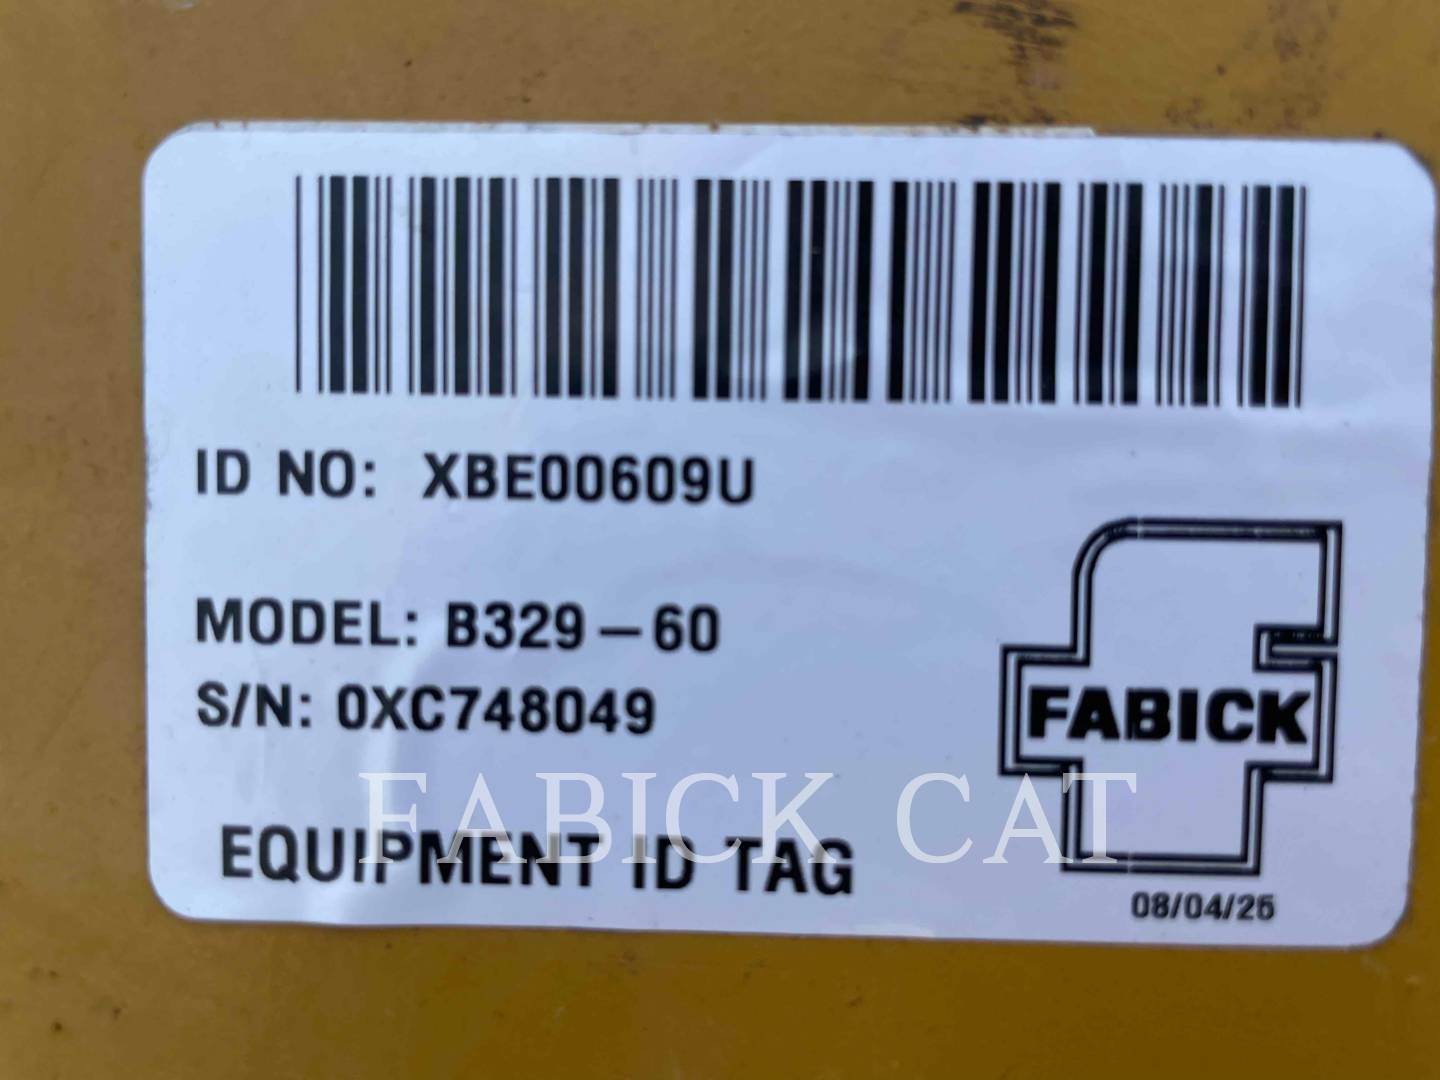 ID NO: XBE00609U
MODEL: B329-60
S/N: 0XC748049
FABICK
FABICK CAT
EQUIPMENT ID TAG
08/04/25